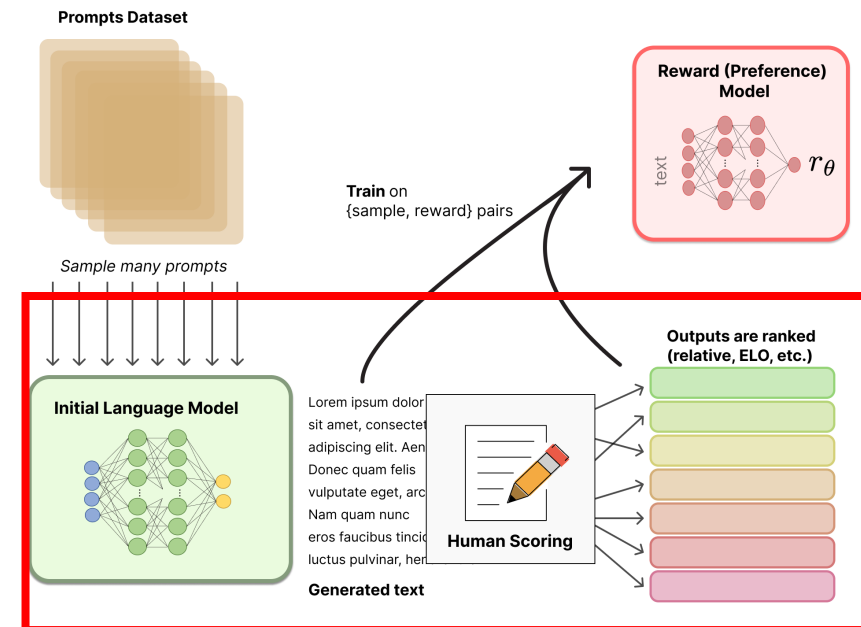 Prompts Dataset
Reward (Preference)
Model
text
rθ
Train on
{sample, reward} pairs
Sample many prompts
Outputs are ranked
(relative, ELO, etc.)
Initial Language Model
Lorem ipsum dolor
sit amet, consectet
adipiscing elit. Aen
Donec quam felis
vulputate eget, arc
Nam quam nunc
eros faucibus tincid
luctus pulvinar, her
Human Scoring
Generated text